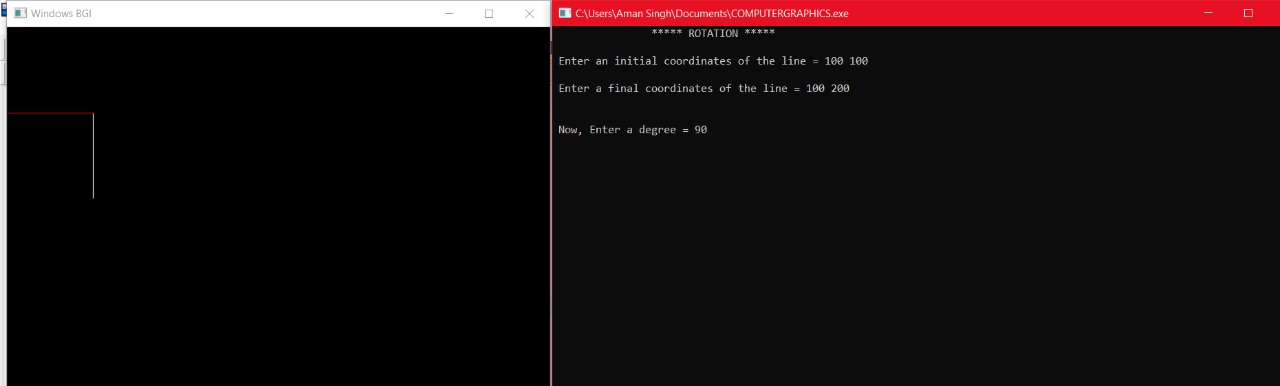 Windows BGI
C:\Users\Aman Singh\Documents\COMPUTERGRAPHICS.exe
***** ROTATION *****
Enter an initial coordinates of the line = 100 100
Enter a final coordinates of the line = 100 200
Now, Enter a degree = 90